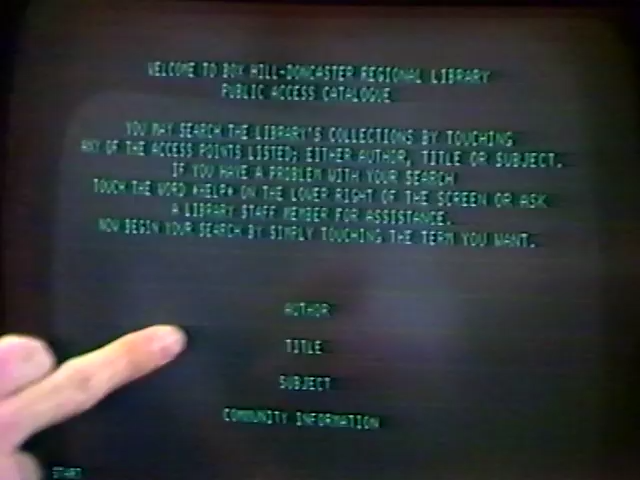 WELCOME TO BOX HILL-DONCASTER REGIONAL LIBRARY
PUBLIC ACCESS CATALOGUE
YOU MAY SEARCH THE LIBRARY'S COLLECTIONS BY TOUCHING
ANY OF THE ACCESS POINTS LISTED; EITHER AUTHOR, TITLE OR SUBJECT.
IF YOU HAVE A PROBLEM WITH YOUR SEARCH
TOUCH THE WORD *HELP* ON THE LOWER RIGHT OF THE SCREEN OR ASK
A LIBRARY STAFF MEMBER FOR ASSISTANCE.
NOW BEGIN YOUR SEARCH BY SIMPLY TOUCHING THE TERM YOU WANT.
AUTHOR
TITLE
SUBJECT
COMMUNITY INFORMATION
START